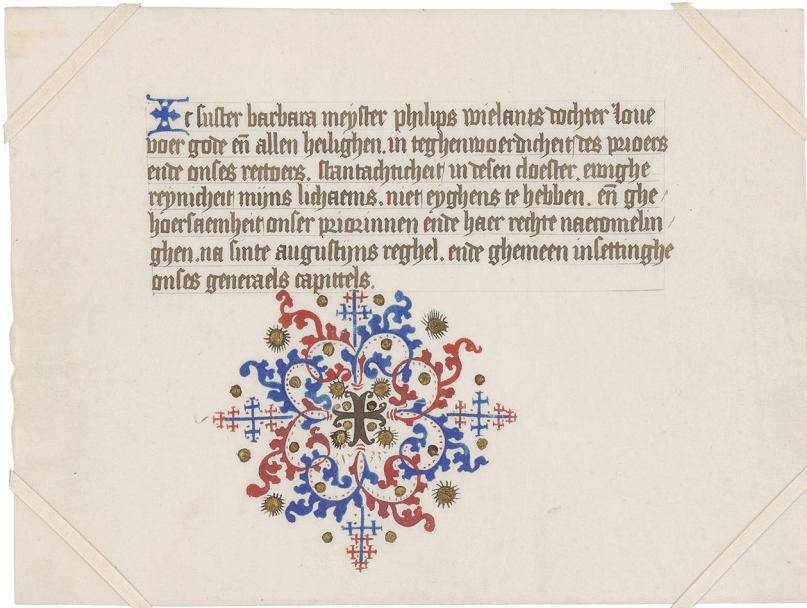 Ic suster barbara meyster philips wielants dochter loue
voer gode en̄ allen heilighen. in teghenwoerdicheit des prioers
ende onses rectoers. stantachticheit in desen cloester. ewighe
reynicheit mijns lichaems. niet eyghens te hebben. en̄ ghe
hoersaemheit onser priorinnen ende haer rechte naecomelin
ghen. na sinte augustijns reghel. ende ghemeen insettinghe
onses generaels capittels.